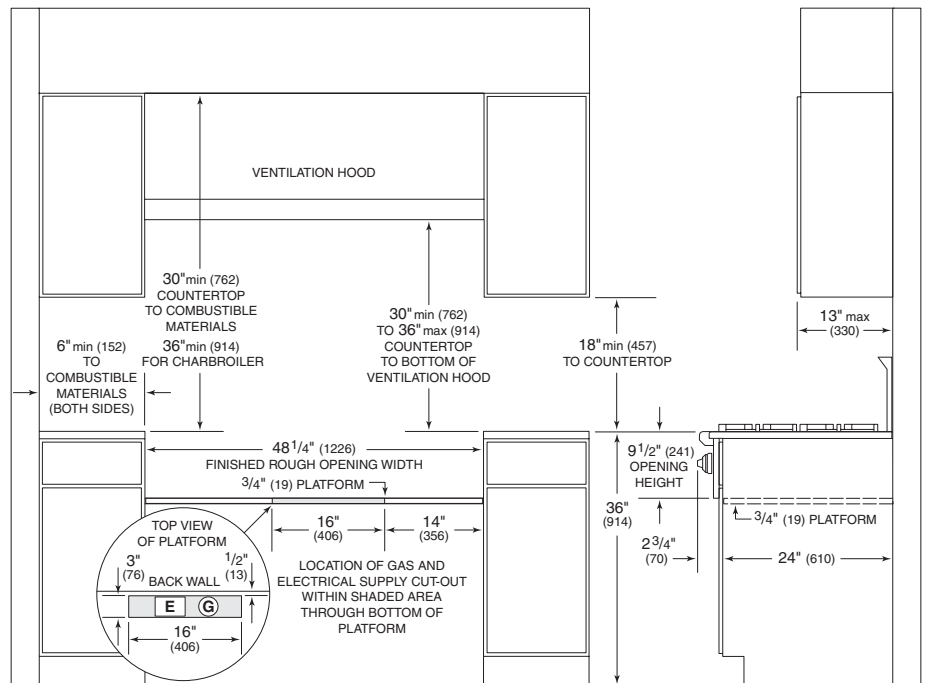 VENTILATION HOOD
30" min (762)
COUNTERTOP
TO COMBUSTIBLE
MATERIALS
36" min (914)
FOR CHARBROILER
6" min (152)
TO
COMBUSTIBLE
MATERIALS
(BOTH SIDES)
30" min (762)
TO 36" max (914)
COUNTERTOP
TO BOTTOM OF
VENTILATION HOOD
18" min (457)
TO COUNTERTOP
13" max
(330)
48 1/4" (1226)
FINISHED ROUGH OPENING WIDTH
3/4" (19) PLATFORM
16"
(406)
14"
(356)
9 1/2" (241)
OPENING
HEIGHT
36"
(914)
3/4" (19) PLATFORM
2 3/4"
(70)
24" (610)
TOP VIEW
OF PLATFORM
3"
(76)
1/2"
(13)
BACK WALL
E G
16"
(406)
LOCATION OF GAS AND
ELECTRICAL SUPPLY CUT-OUT
WITHIN SHADED AREA
THROUGH BOTTOM OF
PLATFORM